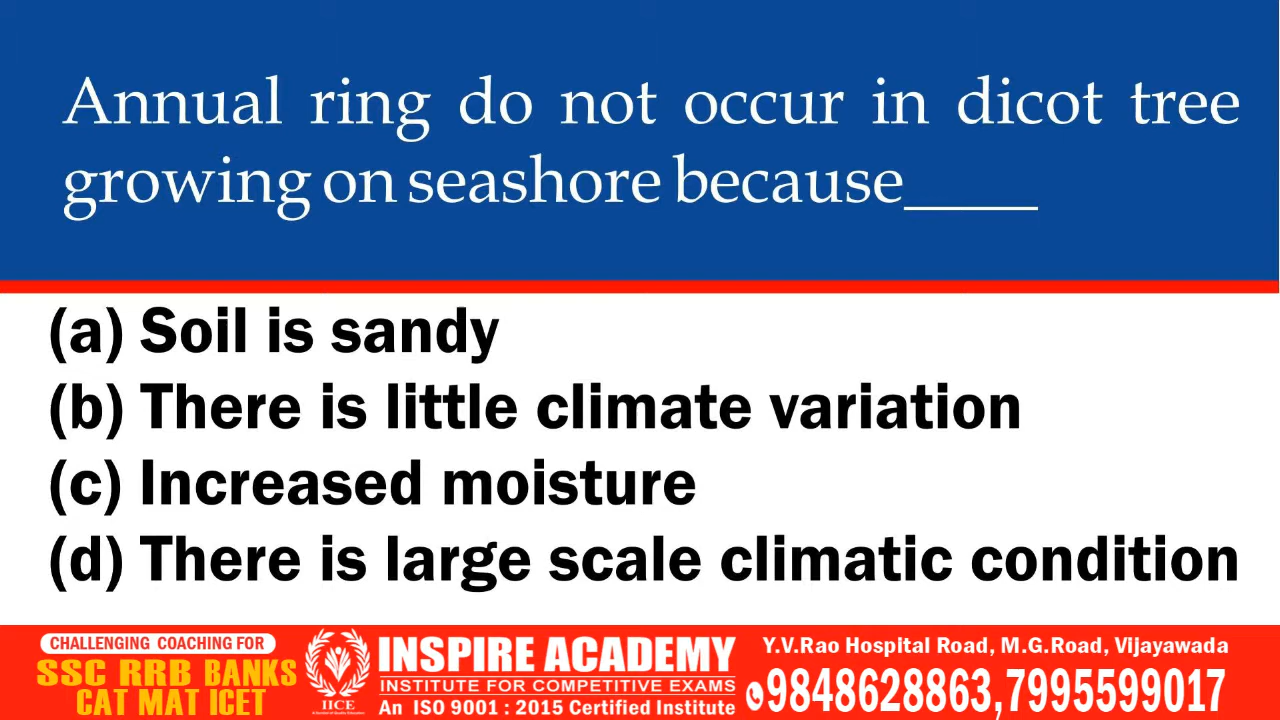 Annual ring do not occur in dicot tree
growing on seashore because_____
(a) Soil is sandy
(b) There is little climate variation
(c) Increased moisture
(d) There is large scale climatic condition
CHALLENGING COACHING FOR
SSC RRB BANKS
CAT MAT ICET
IICE
INSPIRE ACADEMY
INSTITUTE FOR COMPETITIVE EXAMS
An ISO 9001 : 2015 Certified Institute
Y.V.Rao Hospital Road, M.G.Road, Vijayawada
9848628863,7995599017